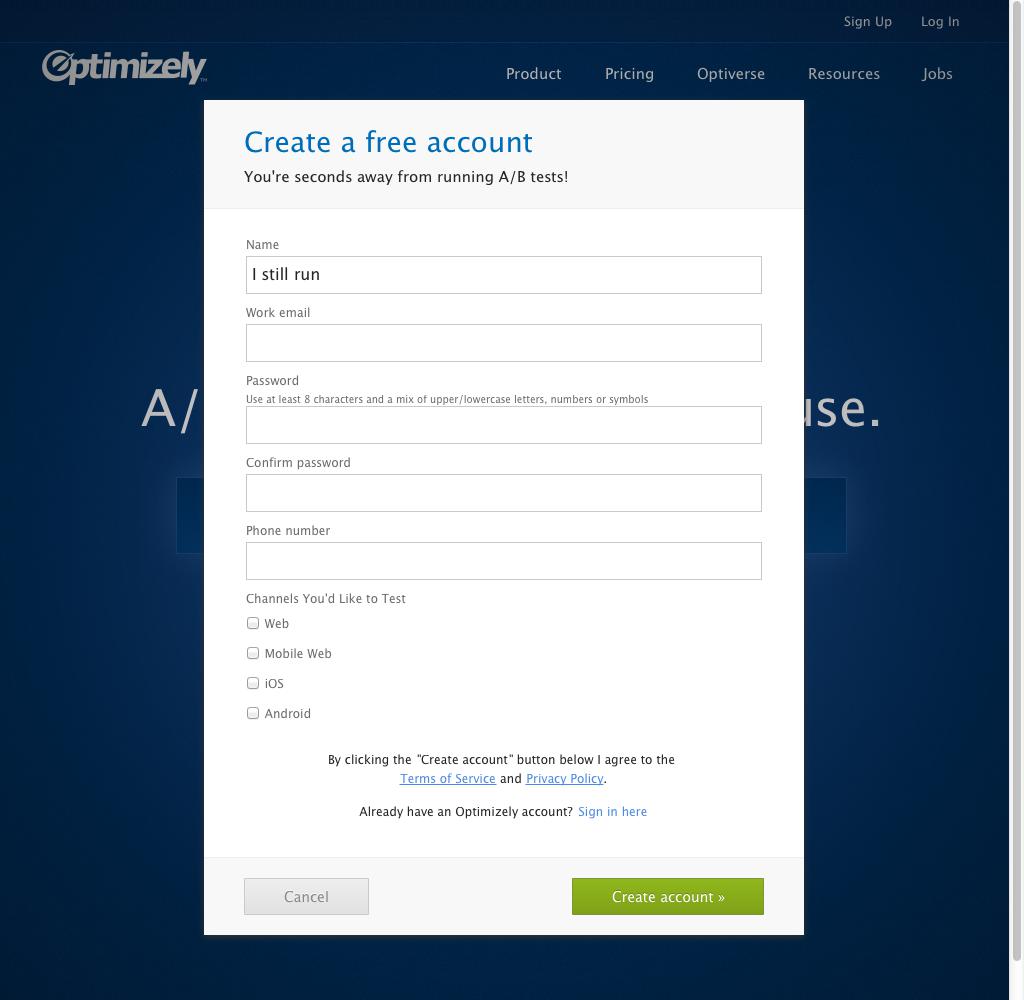 Sign Up Log In
Optimizely™
Product Pricing Optiverse Resources Jobs
Create a free account
You're seconds away from running A/B tests!
Name
I still run
Work email
A/
use.
Password
Use at least 8 characters and a mix of upper/lowercase letters, numbers or symbols
Confirm password
Phone number
Channels You'd Like to Test
Web
Mobile Web
iOS
Android
By clicking the "Create account" button below I agree to the
Terms of Service and Privacy Policy.
Already have an Optimizely account? Sign in here
Cancel Create account »